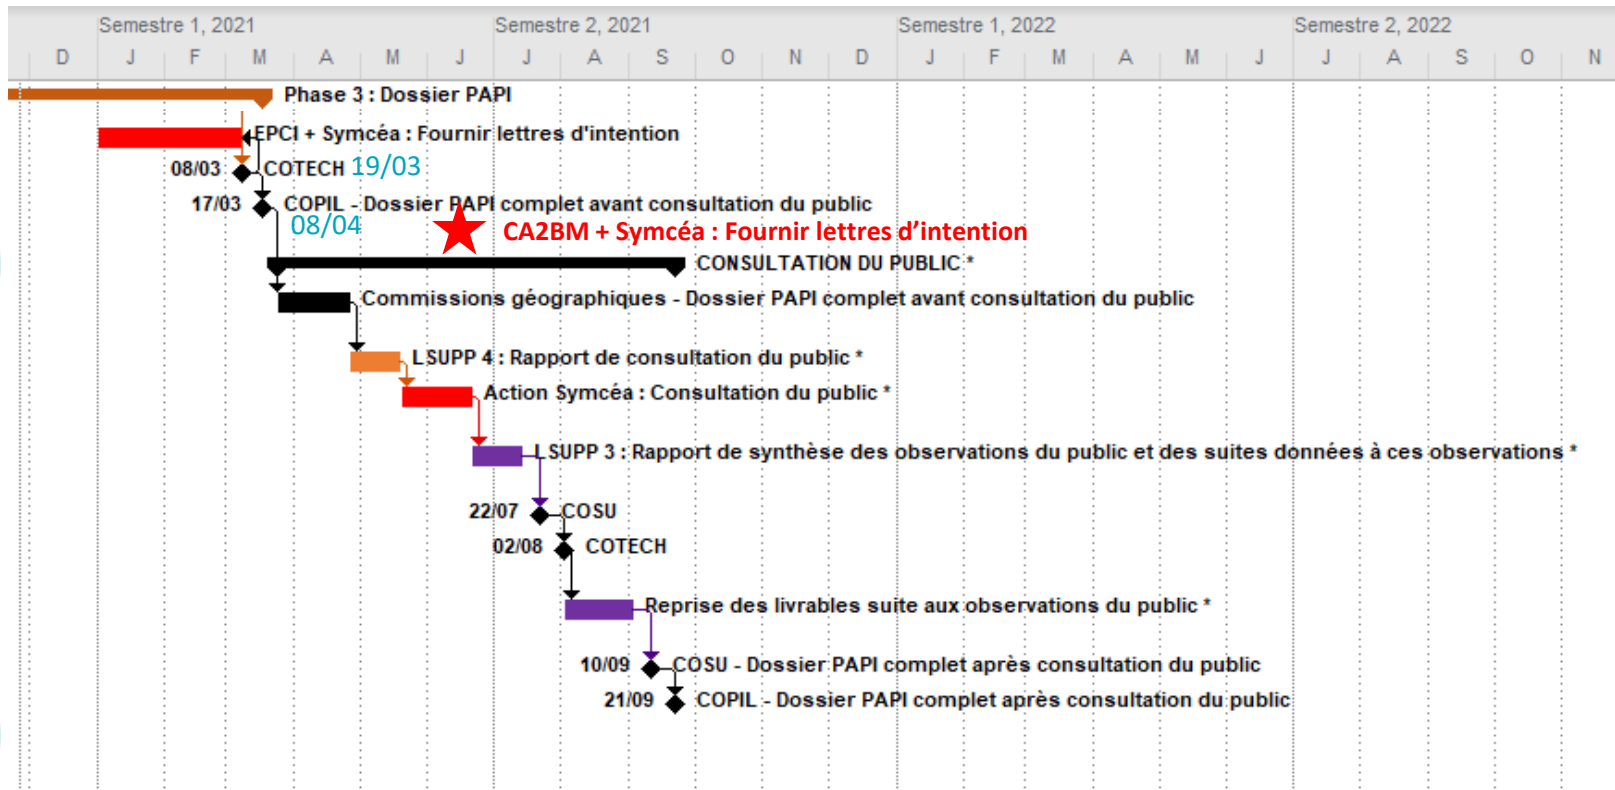 Semestre 1, 2021 Semestre 2, 2021 Semestre 1, 2022 Semestre 2, 2022
D J F M A M J J A S O N D J F M A M J J A S O N
Phase 3 : Dossier PAPI
EPCI + Symcéa : Fournir lettres d'intention
08/03 COTECH 19/03
17/03 COPIL - Dossier PAPI complet avant consultation du public
08/04
CA2BM + Symcéa : Fournir lettres d’intention
CONSULTATION DU PUBLIC *
Commissions géographiques - Dossier PAPI complet avant consultation du public
LSUPP 4 : Rapport de consultation du public *
Action Symcéa : Consultation du public *
LSUPP 3 : Rapport de synthèse des observations du public et des suites données à ces observations *
22/07 COSU
02/08 COTECH
Reprise des livrables suite aux observations du public *
10/09 COSU - Dossier PAPI complet après consultation du public
21/09 COPIL - Dossier PAPI complet après consultation du public